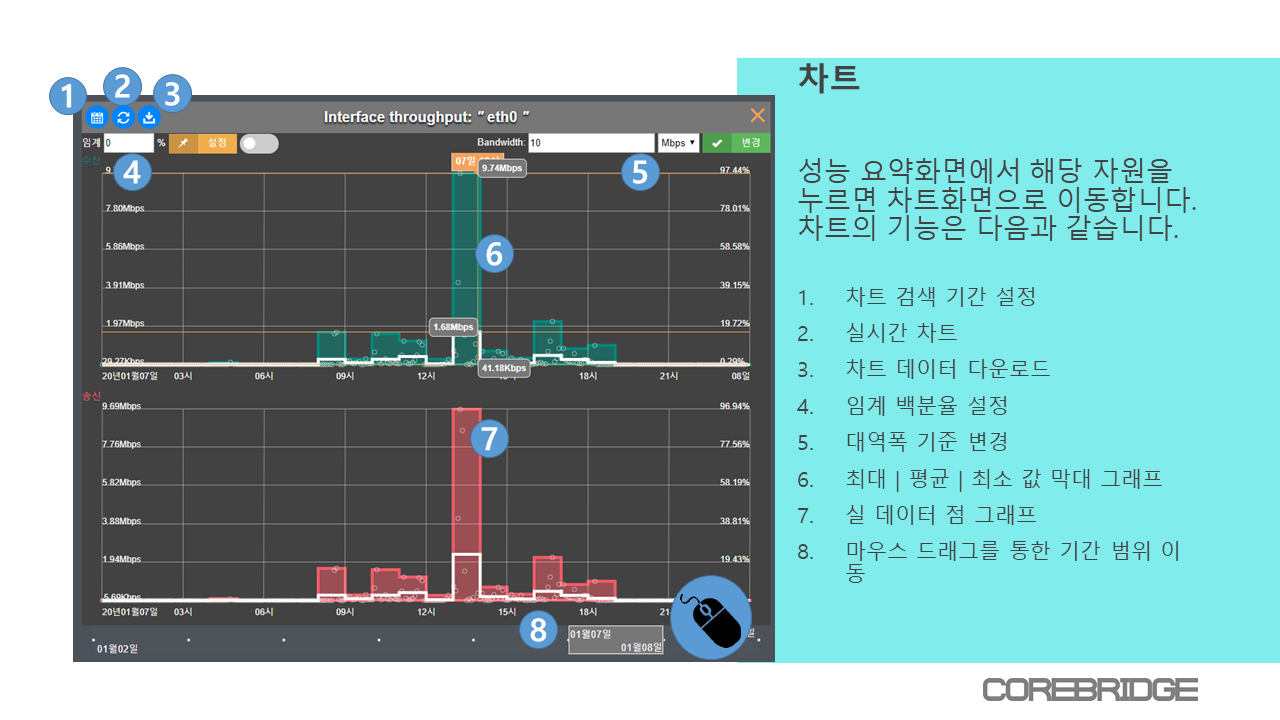 차트
성능 요약화면에서 해당 자원을
누르면 차트화면으로 이동합니다.
차트의 기능은 다음과 같습니다.
1. 차트 검색 기간 설정
2. 실시간 차트
3. 차트 데이터 다운로드
4. 임계 백분율 설정
5. 대역폭 기준 변경
6. 최대 | 평균 | 최소 값 막대 그래프
7. 실 데이터 점 그래프
8. 마우스 드래그를 통한 기간 범위 이
동
1
2
3
Interface throughput: "eth0 "
임계 0 % 설정
Bandwidth: 10 Mbps 변경
4
5
수신
07일
9.74Mbps
97.44%
7.80Mbps
78.01%
5.86Mbps
58.58%
6
3.91Mbps
39.15%
1.97Mbps
1.68Mbps
19.72%
29.27Kbps
41.18Kbps
0.29%
20년01월07일 03시 06시 09시 12시 15시 18시 21시 08일
송신
9.69Mbps
96.94%
7
7.76Mbps
77.56%
5.82Mbps
58.19%
3.88Mbps
38.81%
1.94Mbps
19.43%
5.69Kbps
20년01월07일 03시 06시 09시 12시 15시 18시 21
8
01월02일
01월07일
01월08일
COREBRIDGE